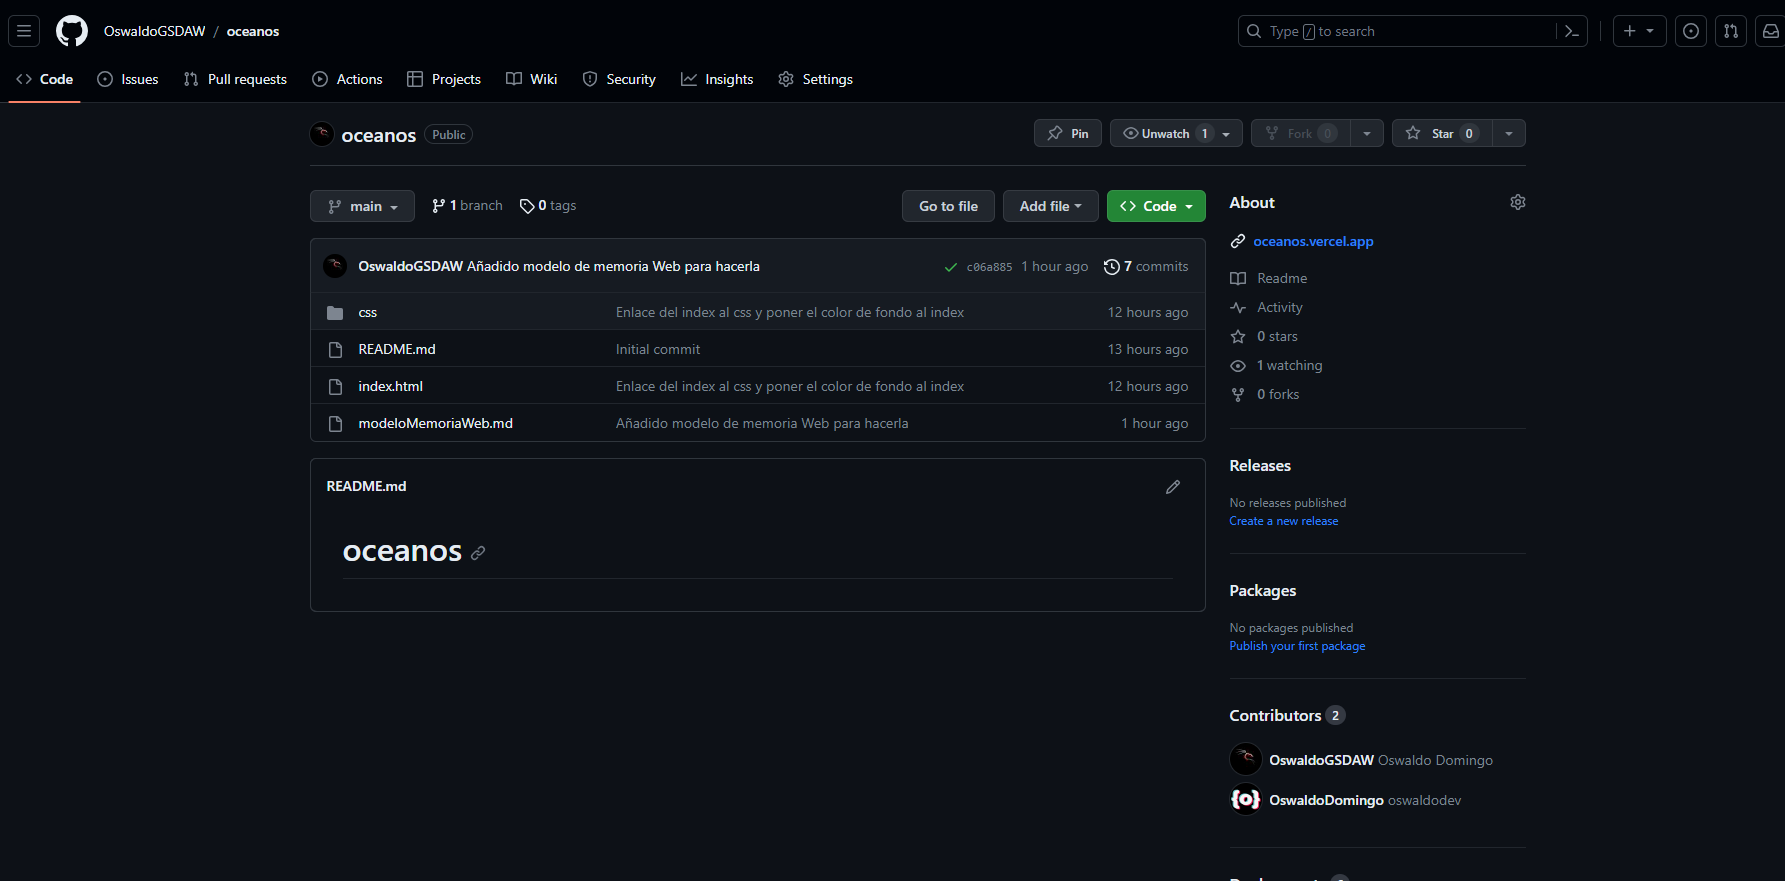 OswaldoGSDAW / oceanos
Type / to search
Code Issues Pull requests Actions Projects Wiki Security Insights Settings
oceanos Public
Pin Unwatch 1 Fork 0 Star 0
main 1 branch 0 tags
Go to file Add file Code
OswaldoGSDAW Añadido modelo de memoria Web para hacerla c06a885 1 hour ago 7 commits
css Enlace del index al css y poner el color de fondo al index 12 hours ago
README.md Initial commit 13 hours ago
index.html Enlace del index al css y poner el color de fondo al index 12 hours ago
modeloMemoriaWeb.md Añadido modelo de memoria Web para hacerla 1 hour ago
README.md
oceanos
About
oceanos.vercel.app
Readme
Activity
0 stars
1 watching
0 forks
Releases
No releases published
Create a new release
Packages
No packages published
Publish your first package
Contributors 2
OswaldoGSDAW Oswaldo Domingo
OswaldoDomingo oswaldodev